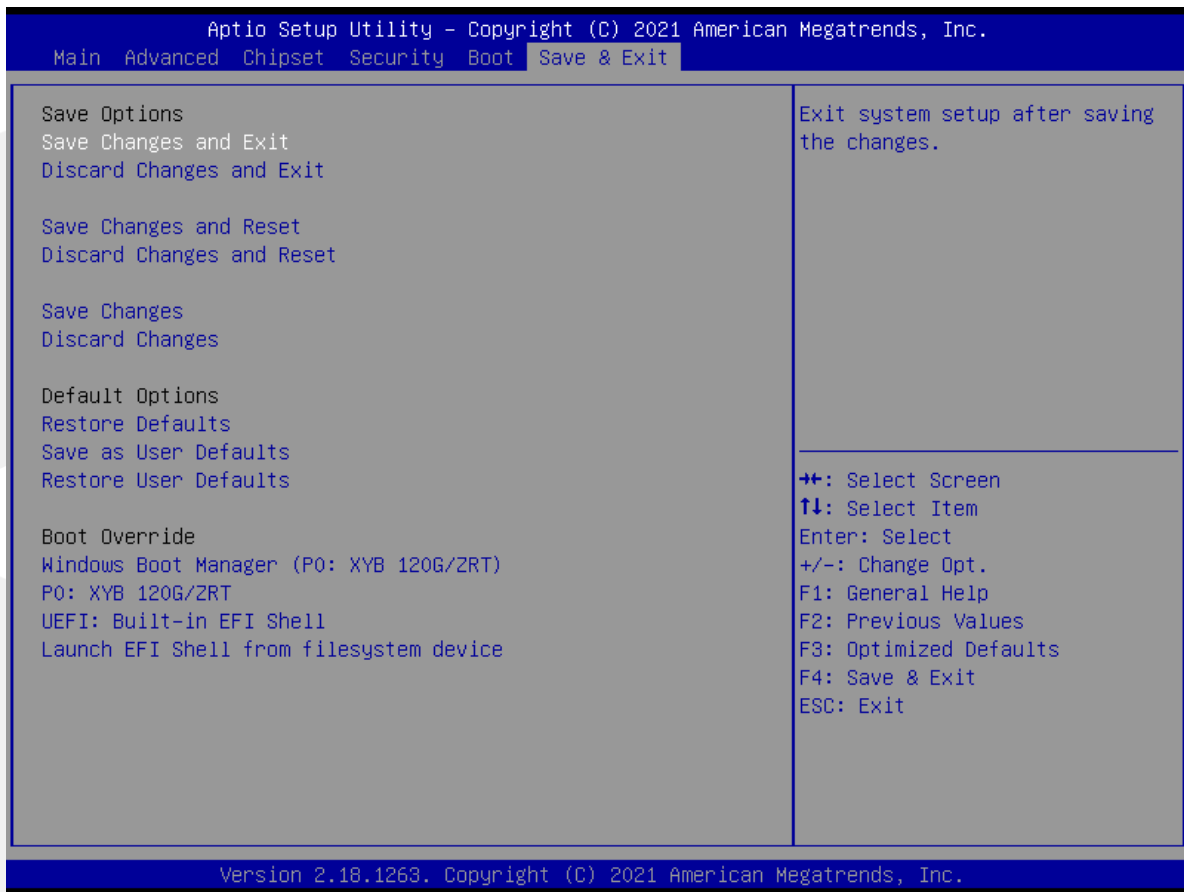 Aptio Setup Utility – Copyright (C) 2021 American Megatrends, Inc.
Main Advanced Chipset Security Boot Save & Exit
Save Options
Save Changes and Exit
Discard Changes and Exit
Save Changes and Reset
Discard Changes and Reset
Save Changes
Discard Changes
Default Options
Restore Defaults
Save as User Defaults
Restore User Defaults
Boot Override
Windows Boot Manager (P0: XYB 120G/ZRT)
P0: XYB 120G/ZRT
UEFI: Built-in EFI Shell
Launch EFI Shell from filesystem device
Exit system setup after saving
the changes.
→←: Select Screen
↑↓: Select Item
Enter: Select
+/-: Change Opt.
F1: General Help
F2: Previous Values
F3: Optimized Defaults
F4: Save & Exit
ESC: Exit
Version 2.18.1263. Copyright (C) 2021 American Megatrends, Inc.